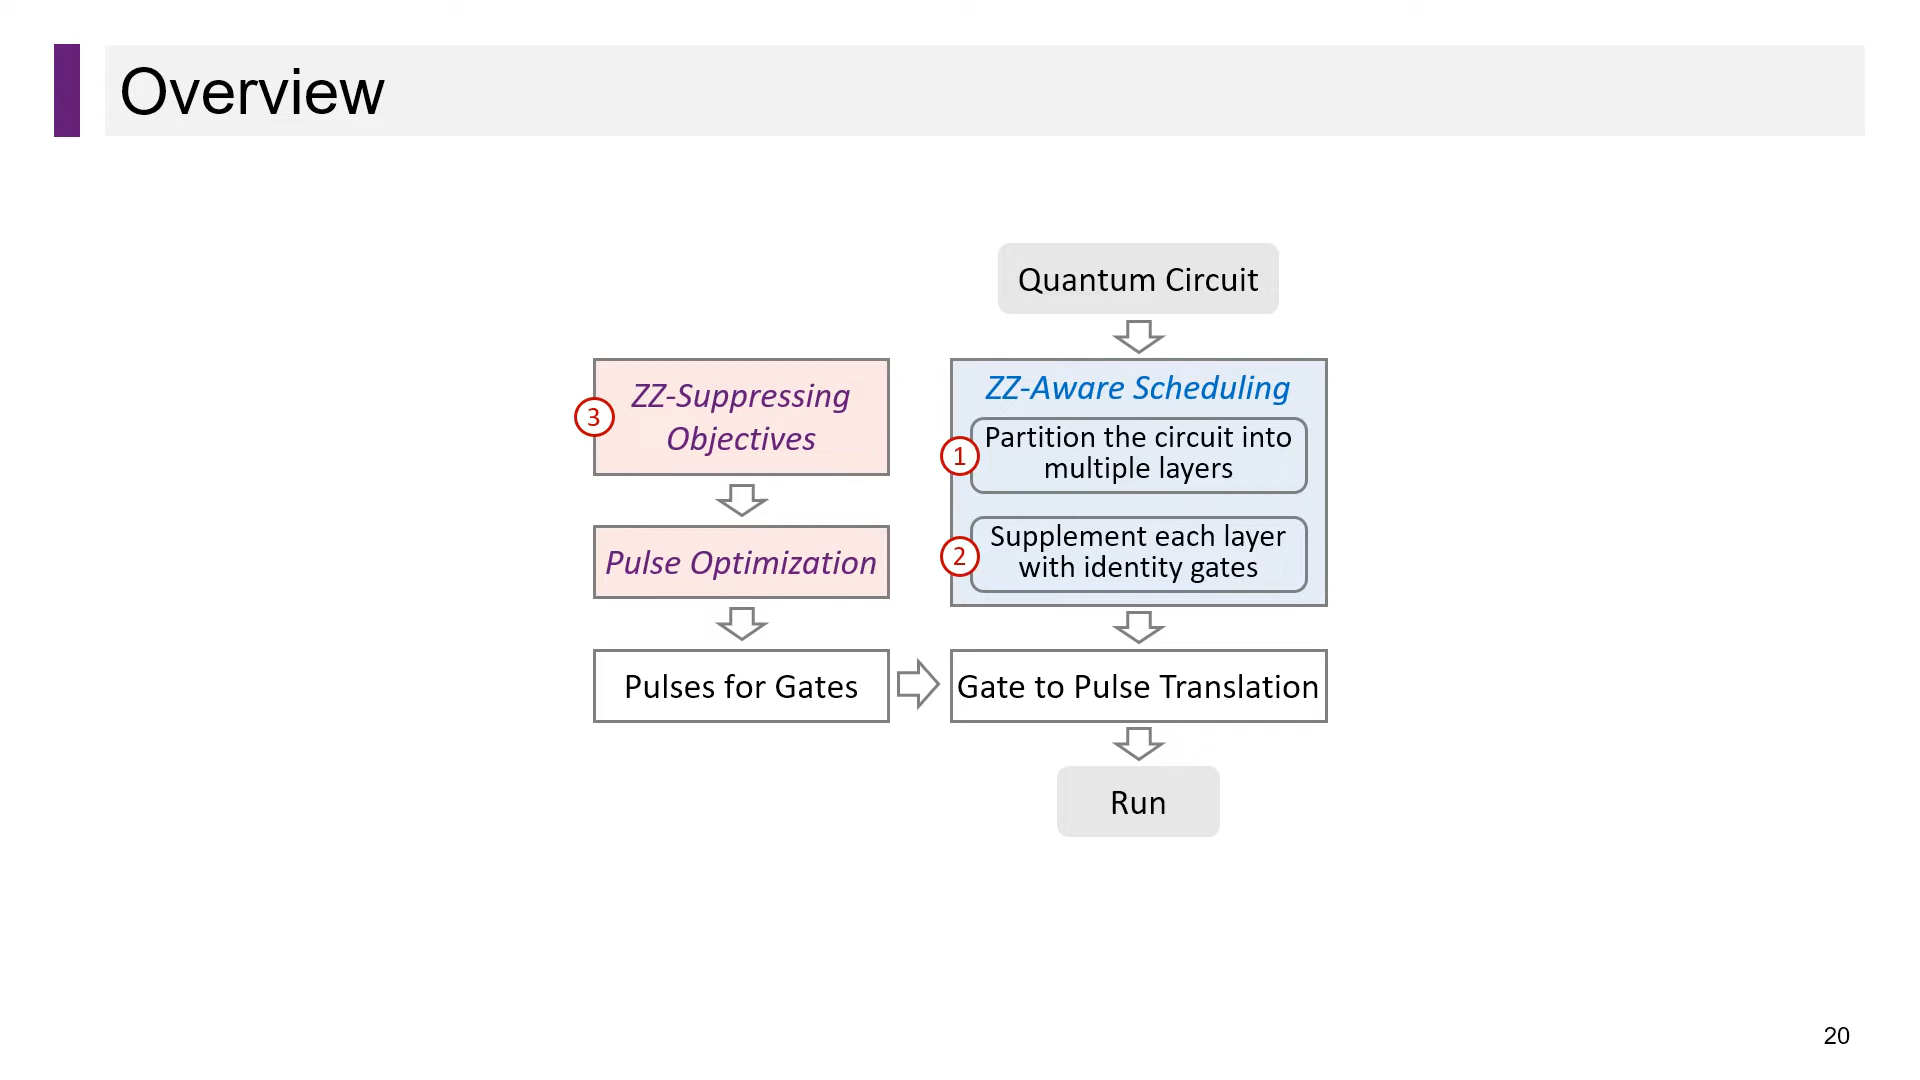 Overview
Quantum Circuit
ZZ-Suppressing
Objectives
3
Pulse Optimization
Pulses for Gates
ZZ-Aware Scheduling
1
Partition the circuit into
multiple layers
2
Supplement each layer
with identity gates
Gate to Pulse Translation
Run
20